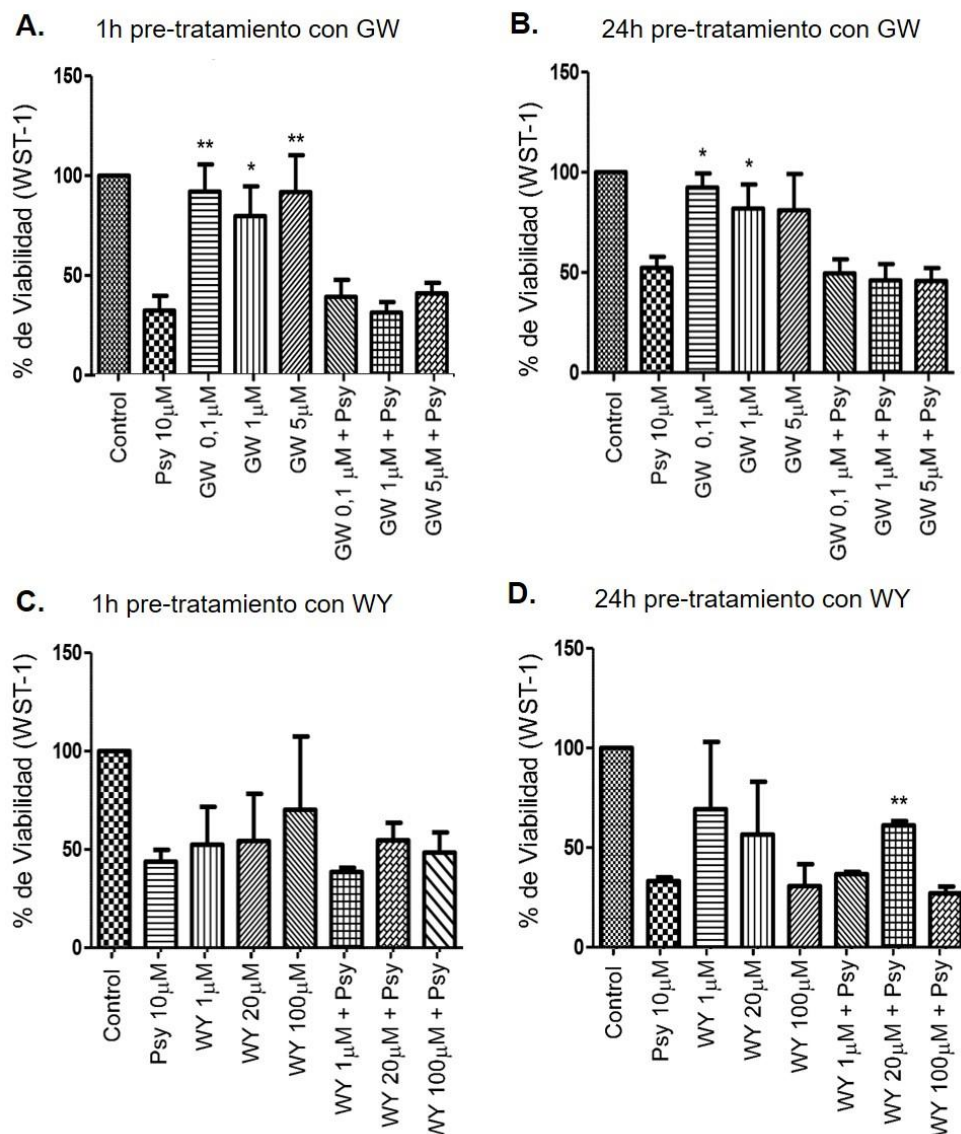 A. 1h pre-tratamiento con GW
% de Viabilidad (WST-1)
150
100
50
0
**
*
**
Control
Psy 10µM
GW 0,1µM
GW 1µM
GW 5µM
GW 0,1 µM + Psy
GW 1µM + Psy
GW 5µM + Psy
B. 24h pre-tratamiento con GW
% de Viabilidad (WST-1)
150
100
50
0
*
*
Control
Psy 10µM
GW 0,1µM
GW 1µM
GW 5µM
GW 0,1 µM + Psy
GW 1µM + Psy
GW 5µM + Psy
C. 1h pre-tratamiento con WY
% de Viabilidad (WST-1)
150
100
50
0
Control
Psy 10µM
WY 1µM
WY 20µM
WY 100µM
WY 1µM + Psy
WY 20µM + Psy
WY 100µM + Psy
D. 24h pre-tratamiento con WY
% de Viabilidad (WST-1)
150
100
50
0
**
Control
Psy 10µM
WY 1µM
WY 20µM
WY 100µM
WY 1µM + Psy
WY 20µM + Psy
WY 100µM + Psy